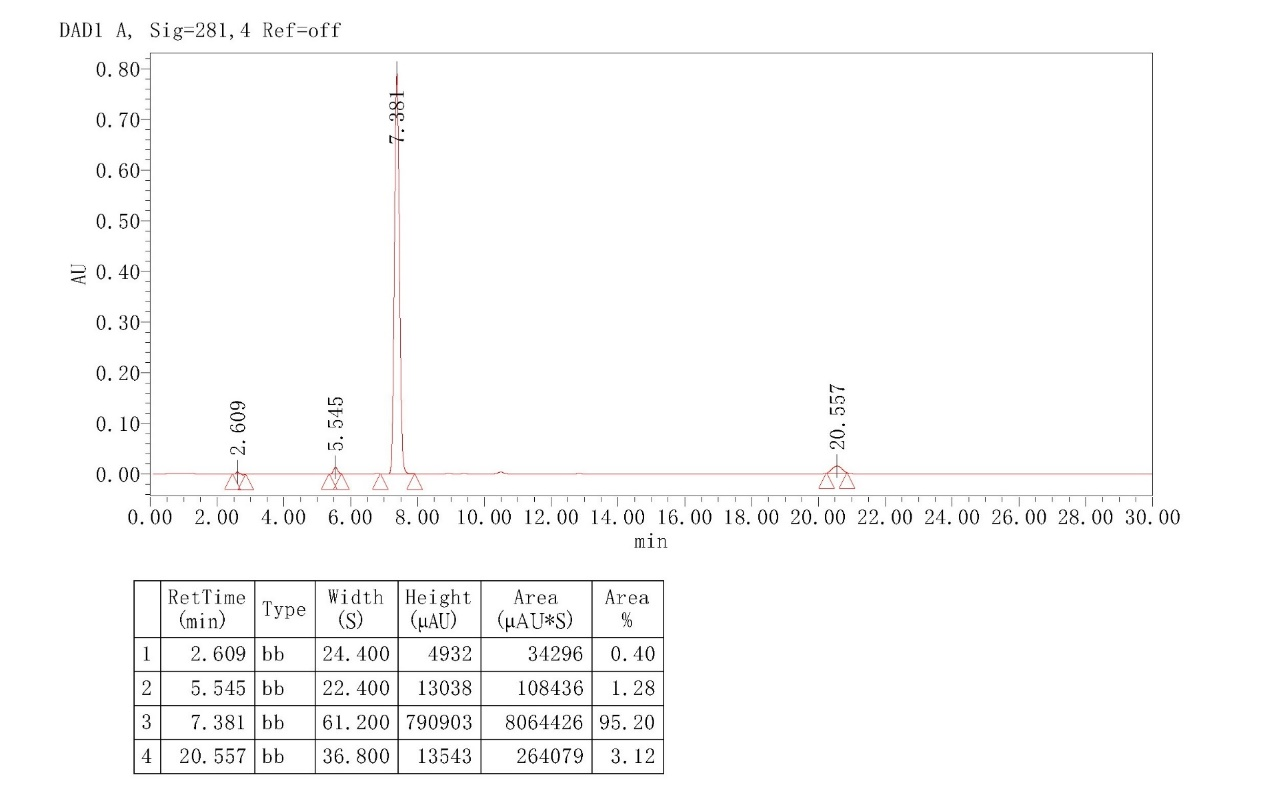 DAD1 A, Sig=281,4 Ref=off
0.80
7.381
0.70
0.60
0.50
0.40
AU
0.30
0.20
0.10
2.609
5.545
20.557
0.00
0.00 2.00 4.00 6.00 8.00 10.00 12.00 14.00 16.00 18.00 20.00 22.00 24.00 26.00 28.00 30.00
min
RetTime (min) Type Width (S) Height (μAU) Area (μAU*S) Area %
1 2.609 bb 24.400 4932 34296 0.40
2 5.545 bb 22.400 13038 108436 1.28
3 7.381 bb 61.200 790903 8064426 95.20
4 20.557 bb 36.800 13543 264079 3.12